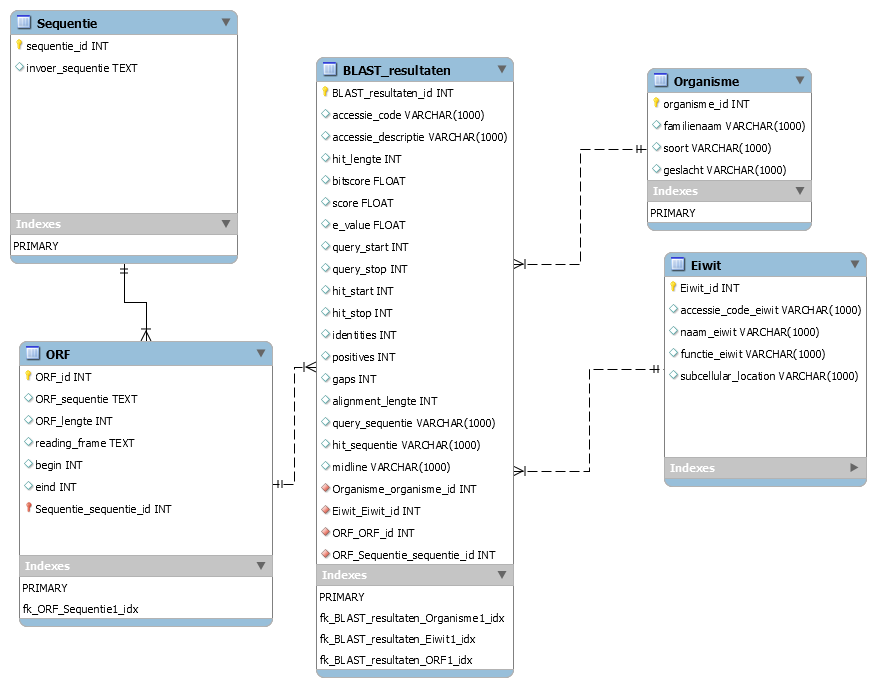 Sequentie
sequentie_id INT
invoer_sequentie TEXT
Indexes
PRIMARY
ORF
ORF_id INT
ORF_sequentie TEXT
ORF_lengte INT
reading_frame TEXT
begin INT
eind INT
Sequentie_sequentie_id INT
Indexes
PRIMARY
fk_ORF_Sequentie1_idx
BLAST_resultaten
BLAST_resultaten_id INT
accessie_code VARCHAR(1000)
accessie_descriptie VARCHAR(1000)
hit_lengte INT
bitscore FLOAT
score FLOAT
e_value FLOAT
query_start INT
query_stop INT
hit_start INT
hit_stop INT
identities INT
positives INT
gaps INT
alignment_lengte INT
query_sequentie VARCHAR(1000)
hit_sequentie VARCHAR(1000)
midline VARCHAR(1000)
Organisme_organisme_id INT
Eiwit_Eiwit_id INT
ORF_ORF_id INT
ORF_Sequentie_sequentie_id INT
Indexes
PRIMARY
fk_BLAST_resultaten_Organisme1_idx
fk_BLAST_resultaten_Eiwit1_idx
fk_BLAST_resultaten_ORF1_idx
Organisme
organisme_id INT
familienaam VARCHAR(1000)
soort VARCHAR(1000)
geslacht VARCHAR(1000)
Indexes
PRIMARY
Eiwit
Eiwit_id INT
accessie_code_eiwit VARCHAR(1000)
naam_eiwit VARCHAR(1000)
functie_eiwit VARCHAR(1000)
subcellular_location VARCHAR(1000)
Indexes